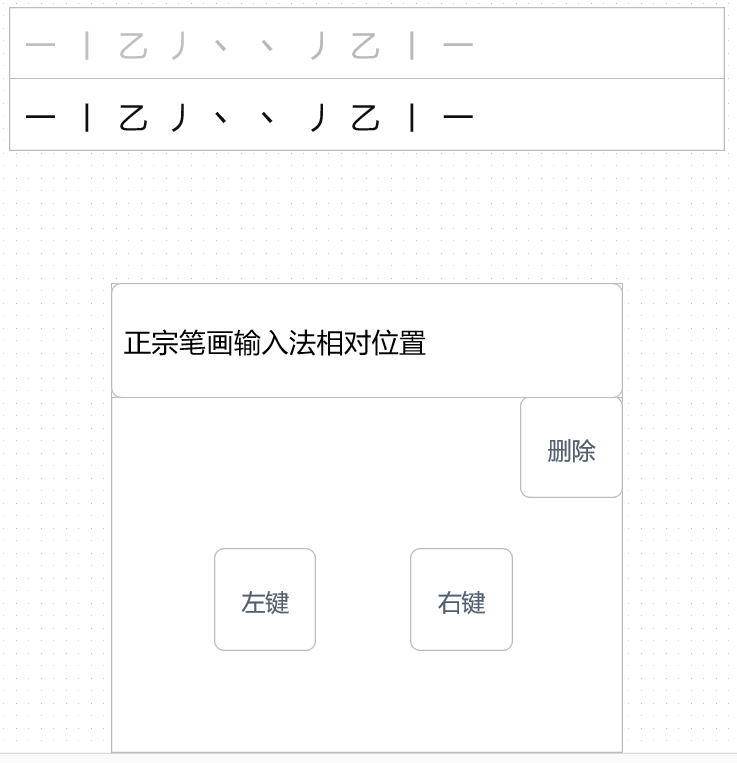 一 丨 乙 丿 丶 丶 丿 乙 丨 一
一 丨 乙 丿 丶 丶 丿 乙 丨 一
正宗笔画输入法相对位置
删除
左键 右键